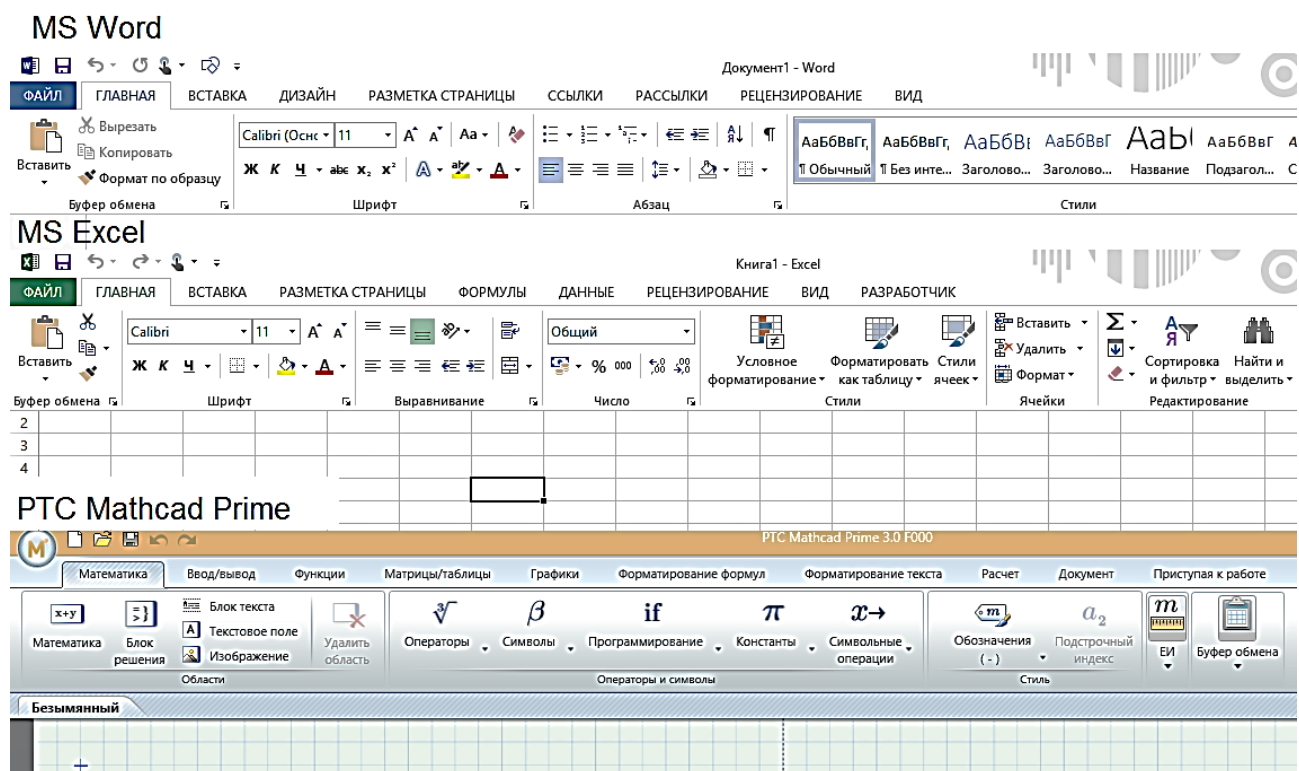 MS Word
Документ1 - Word
ФАЙЛ ГЛАВНАЯ ВСТАВКА ДИЗАЙН РАЗМЕТКА СТРАНИЦЫ ССЫЛКИ РАССЫЛКИ РЕЦЕНЗИРОВАНИЕ ВИД
Вырезать
Calibri (Оснс 11 А А Аа
АаБбВвГг, АаБбВвГг, АаБбВі АаБбВвГ АаЫ АаБбВвГ А
Вставить Копировать
Формат по образцу
Ж К Ч abc x₂ x² A aby A
¶ Обычный ¶ Без инте... Заголово... Заголово... Название Подзагол... С
Буфер обмена Шрифт Абзац Стили
MS Excel
Книга1 - Excel
ФАЙЛ ГЛАВНАЯ ВСТАВКА РАЗМЕТКА СТРАНИЦЫ ФОРМУЛЫ ДАННЫЕ РЕЦЕНЗИРОВАНИЕ ВИД РАЗРАБОТЧИК
Calibri 11 А А Общий Вставить Σ
Вставить Ж К Ч А % 000 ,00
Условное форматирование
Форматировать как таблицу
Стили ячеек
Удалить
Формат
Сортировка и фильтр
Найти и выделить
Буфер обмена Шрифт Выравнивание Число Стили Ячейки Редактирование
2
3
4
PTC Mathcad Prime
PTC Mathcad Prime 3.0 F000
Математика Ввод/вывод Функции Матрицы/таблицы Графики Форматирование формул Форматирование текста Расчет Документ Приступая к работе
x+y Блок текста ∛ β if π x→ m a₂ m
A Текстовое поле
Изображение
Математика Блок решения Удалить область Операторы Символы Программирование Константы Символьные операции Обозначения (-) Подстрочный индекс ЕИ Буфер обмена
Области Операторы и символы Стиль
Безымянный